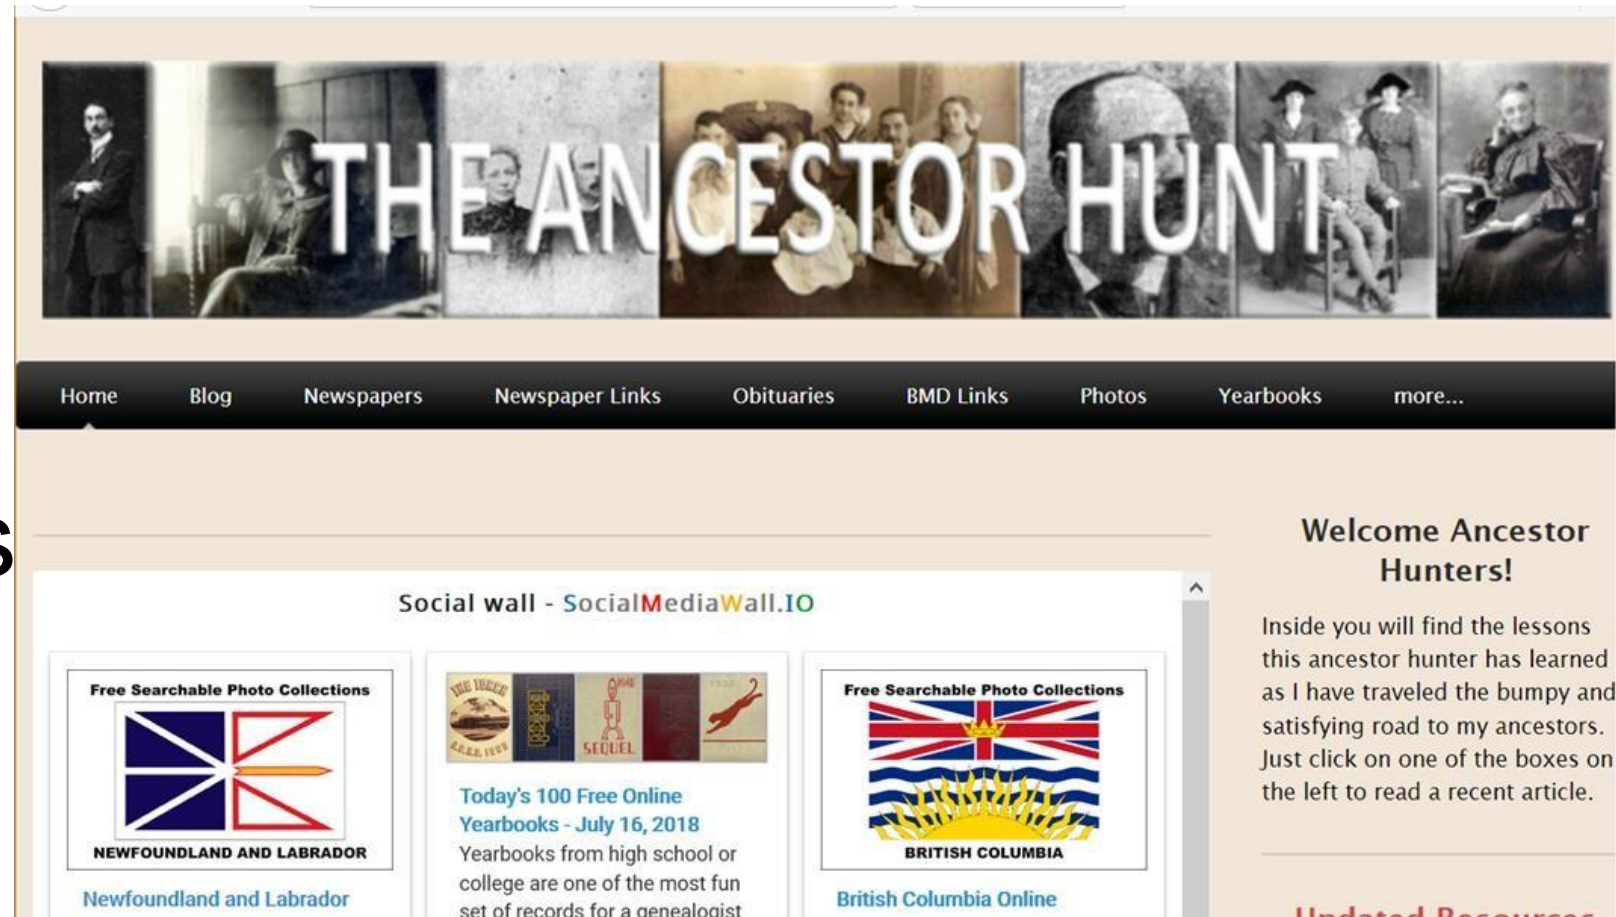 THE ANCESTOR HUNT
Home Blog Newspapers Newspaper Links Obituaries BMD Links Photos Yearbooks more...
S
Social wall - SocialMediaWall.IO
Free Searchable Photo Collections
NEWFOUNDLAND AND LABRADOR
Newfoundland and Labrador
THE TORCH
SEQUEL
Today's 100 Free Online
Yearbooks - July 16, 2018
Yearbooks from high school or
college are one of the most fun
set of records for a genealogist
Free Searchable Photo Collections
BRITISH COLUMBIA
British Columbia Online
Welcome Ancestor
Hunters!
Inside you will find the lessons
this ancestor hunter has learned
as I have traveled the bumpy and
satisfying road to my ancestors.
Just click on one of the boxes on
the left to read a recent article.
Updated Resources